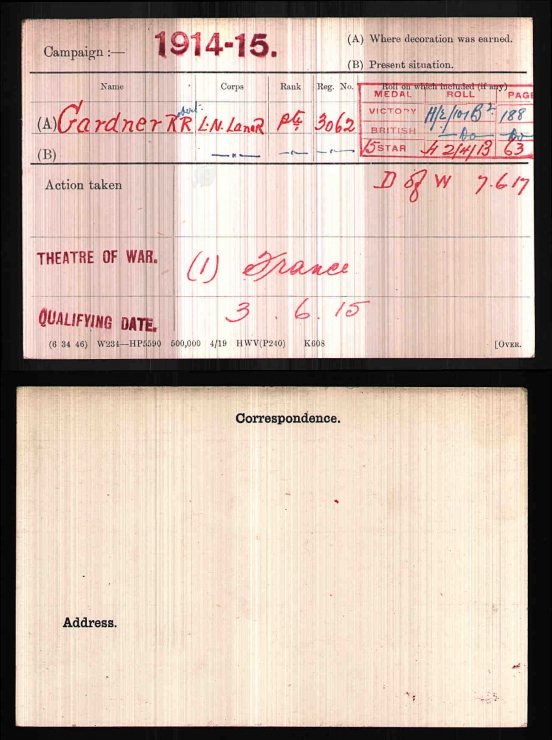 Campaign :— 1914-15.
(A) Where decoration was earned.
(B) Present situation.
Name Corps Rank Reg. No. Roll on which included (if any)
MEDAL ROLL PAGE
(A) Gardner R R L.N. LanR Pte 3062
VICTORY H/2/101B2 188
BRITISH —Do— Do
(B) — " — — " — — " —
15 STAR H 2/4/B 63
Action taken
D of W 7.6.17
THEATRE OF WAR. (1) France
QUALIFYING DATE. 3.6.15
(6 34 46) W234—HP5590 500,000 4/19 HWV(P240) K608 [OVER.
Correspondence.
Address.